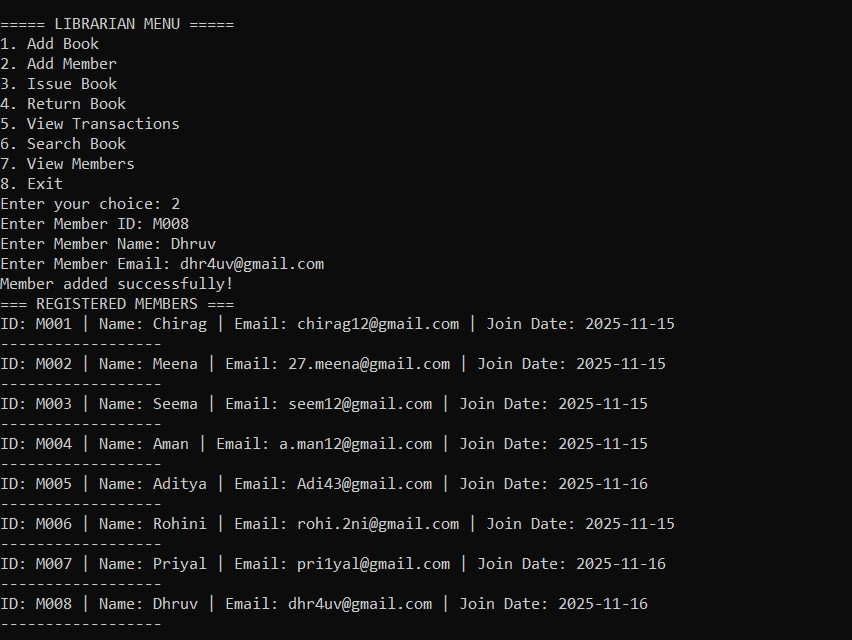 ===== LIBRARIAN MENU =====
1. Add Book
2. Add Member
3. Issue Book
4. Return Book
5. View Transactions
6. Search Book
7. View Members
8. Exit
Enter your choice: 2
Enter Member ID: M008
Enter Member Name: Dhruv
Enter Member Email: dhr4uv@gmail.com
Member added successfully!
=== REGISTERED MEMBERS ===
ID: M001 | Name: Chirag | Email: chirag12@gmail.com | Join Date: 2025-11-15
------------------
ID: M002 | Name: Meena | Email: 27.meena@gmail.com | Join Date: 2025-11-15
------------------
ID: M003 | Name: Seema | Email: seem12@gmail.com | Join Date: 2025-11-15
------------------
ID: M004 | Name: Aman | Email: a.man12@gmail.com | Join Date: 2025-11-15
------------------
ID: M005 | Name: Aditya | Email: Adi43@gmail.com | Join Date: 2025-11-16
------------------
ID: M006 | Name: Rohini | Email: rohi.2ni@gmail.com | Join Date: 2025-11-15
------------------
ID: M007 | Name: Priyal | Email: pri1yal@gmail.com | Join Date: 2025-11-16
------------------
ID: M008 | Name: Dhruv | Email: dhr4uv@gmail.com | Join Date: 2025-11-16
------------------